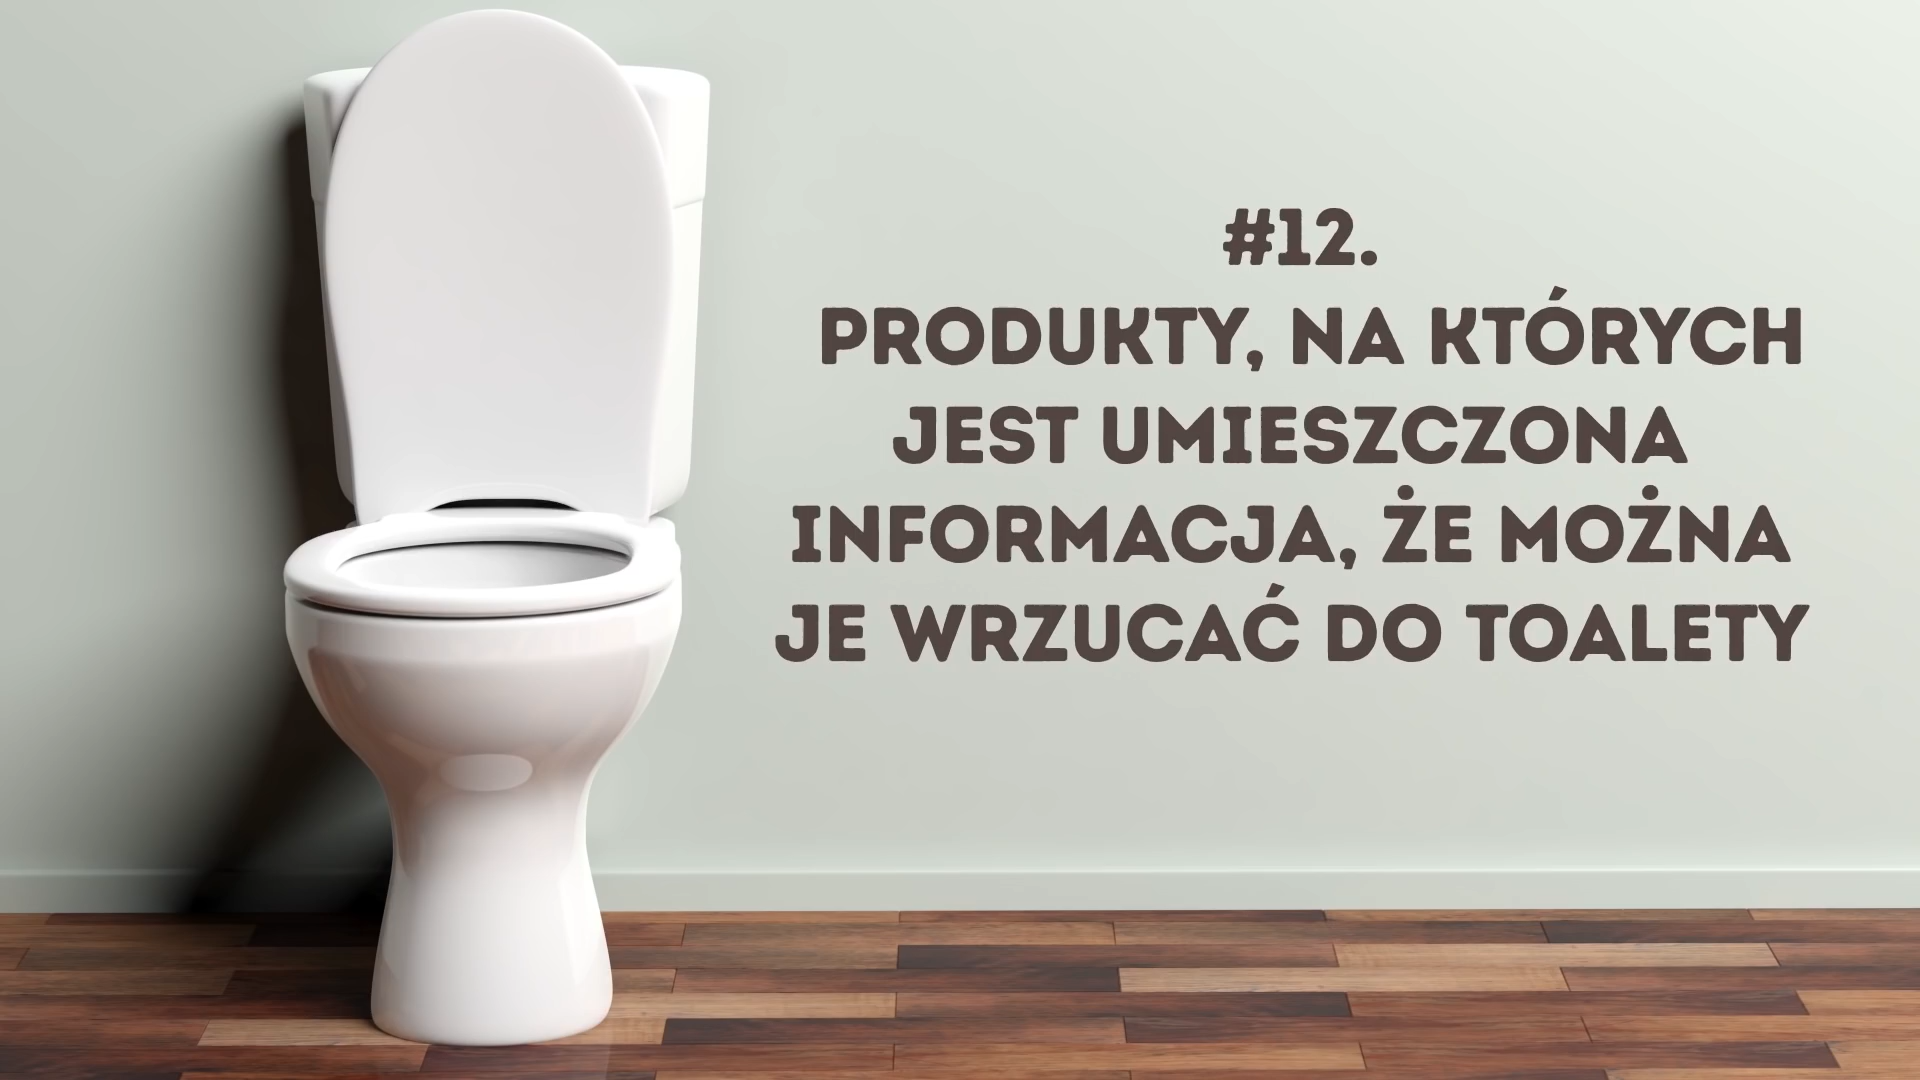 #12.
PRODUKTY, NA KTÓRYCH
JEST UMIESZCZONA
INFORMACJA, ŻE MOŻNA
JE WRZUCAĆ DO TOALETY